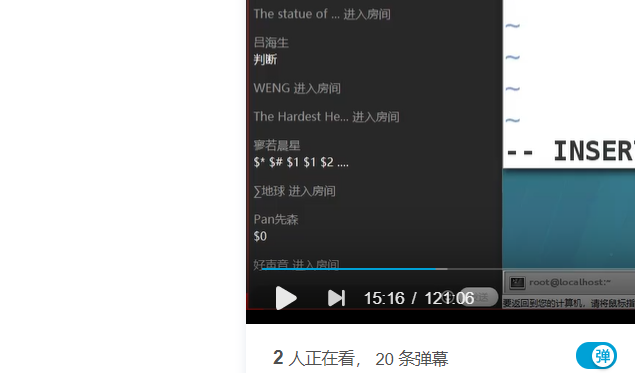 The statue of ... 进入房间
吕海生
判断
WENG 进入房间
The Hardest He... 进入房间
寥若晨星
$* $# $1 $1 $2 ....
∑地球 进入房间
Pan先森
$0
好声音 进入房间
~
~
~
~
-- INSER
root@localhost:~
要返回到您的计算机，请将鼠标指
15:16 / 121:06
2 人正在看， 20 条弹幕
弹